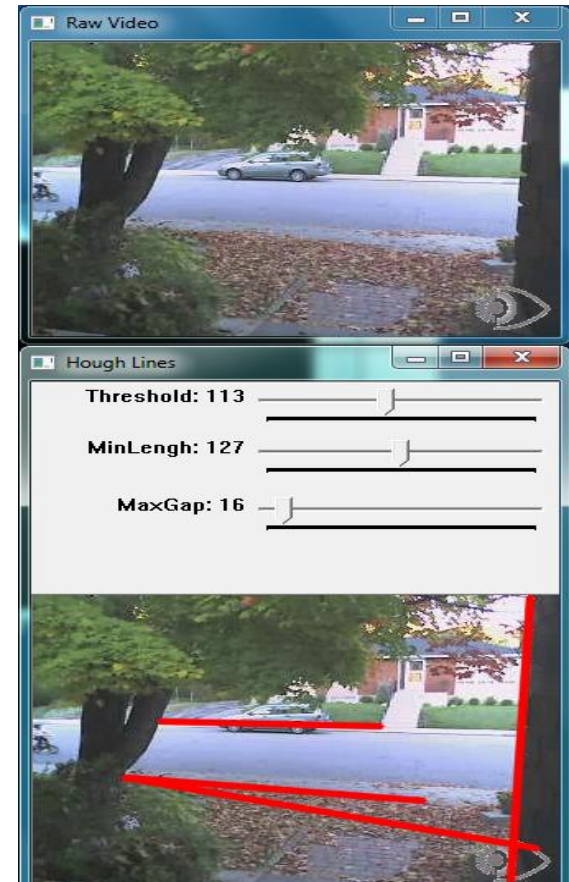 Raw Video
Hough Lines
Threshold: 113
MinLengh: 127
MaxGap: 16